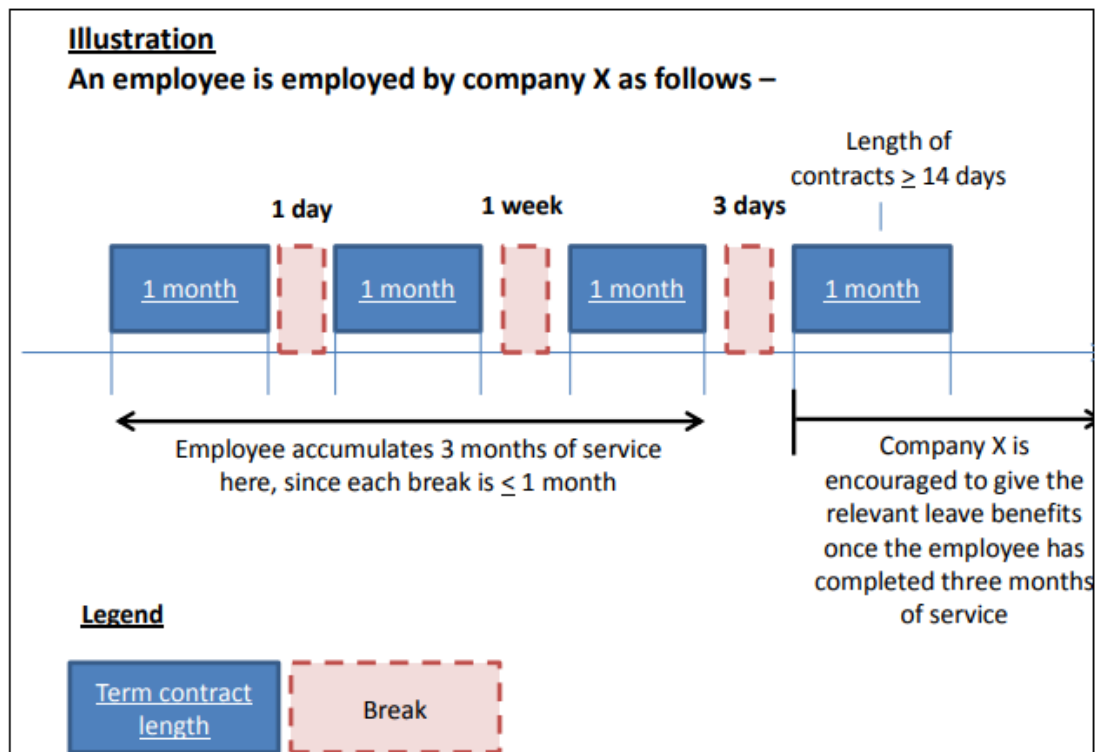 Illustration
An employee is employed by company X as follows –
Length of
contracts ≥ 14 days
1 day
1 week
3 days
1 month
1 month
1 month
1 month
Employee accumulates 3 months of service
here, since each break is ≤ 1 month
Company X is
encouraged to give the
relevant leave benefits
once the employee has
completed three months
of service
Legend
Term contract
length
Break